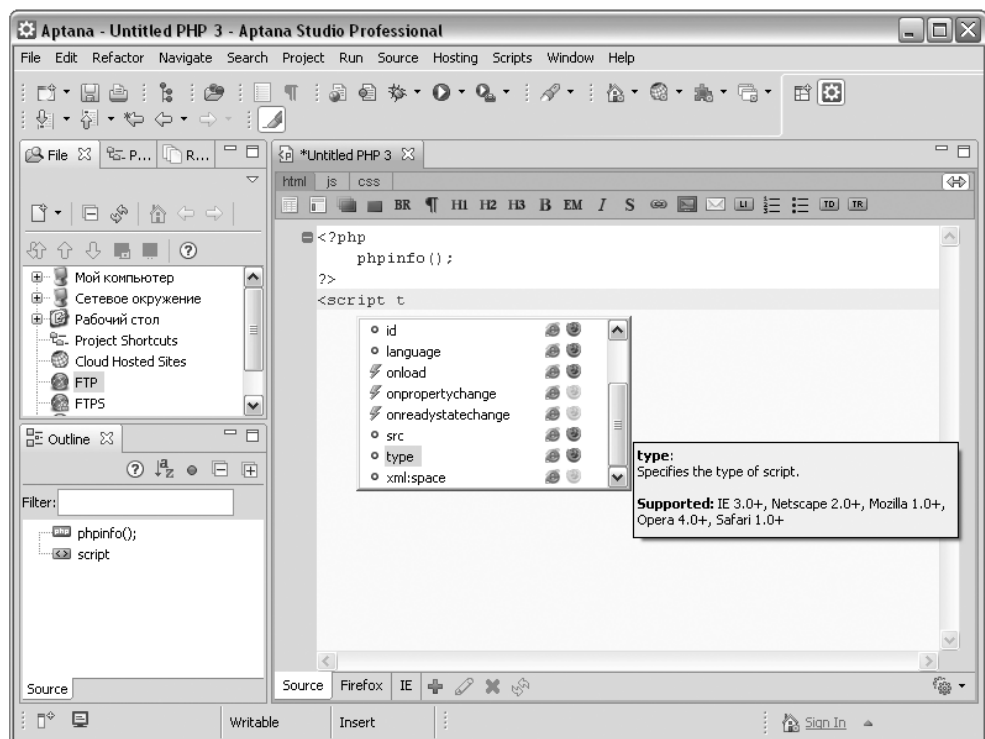 Aptana - Untitled PHP 3 - Aptana Studio Professional
File Edit Refactor Navigate Search Project Run Source Hosting Scripts Window Help
File P... R...
*Untitled PHP 3
html js css
BR ¶ H1 H2 H3 B EM I S LI TD TR
<?php
phpinfo();
?>
<script t
Мой компьютер
Сетевое окружение
Рабочий стол
Project Shortcuts
Cloud Hosted Sites
FTP
FTPS
id
language
onload
onpropertychange
onreadystatechange
src
type
xml:space
type:
Specifies the type of script.
Supported: IE 3.0+, Netscape 2.0+, Mozilla 1.0+,
Opera 4.0+, Safari 1.0+
Outline
Filter:
php phpinfo();
script
Source
Source Firefox IE
Writable Insert Sign In